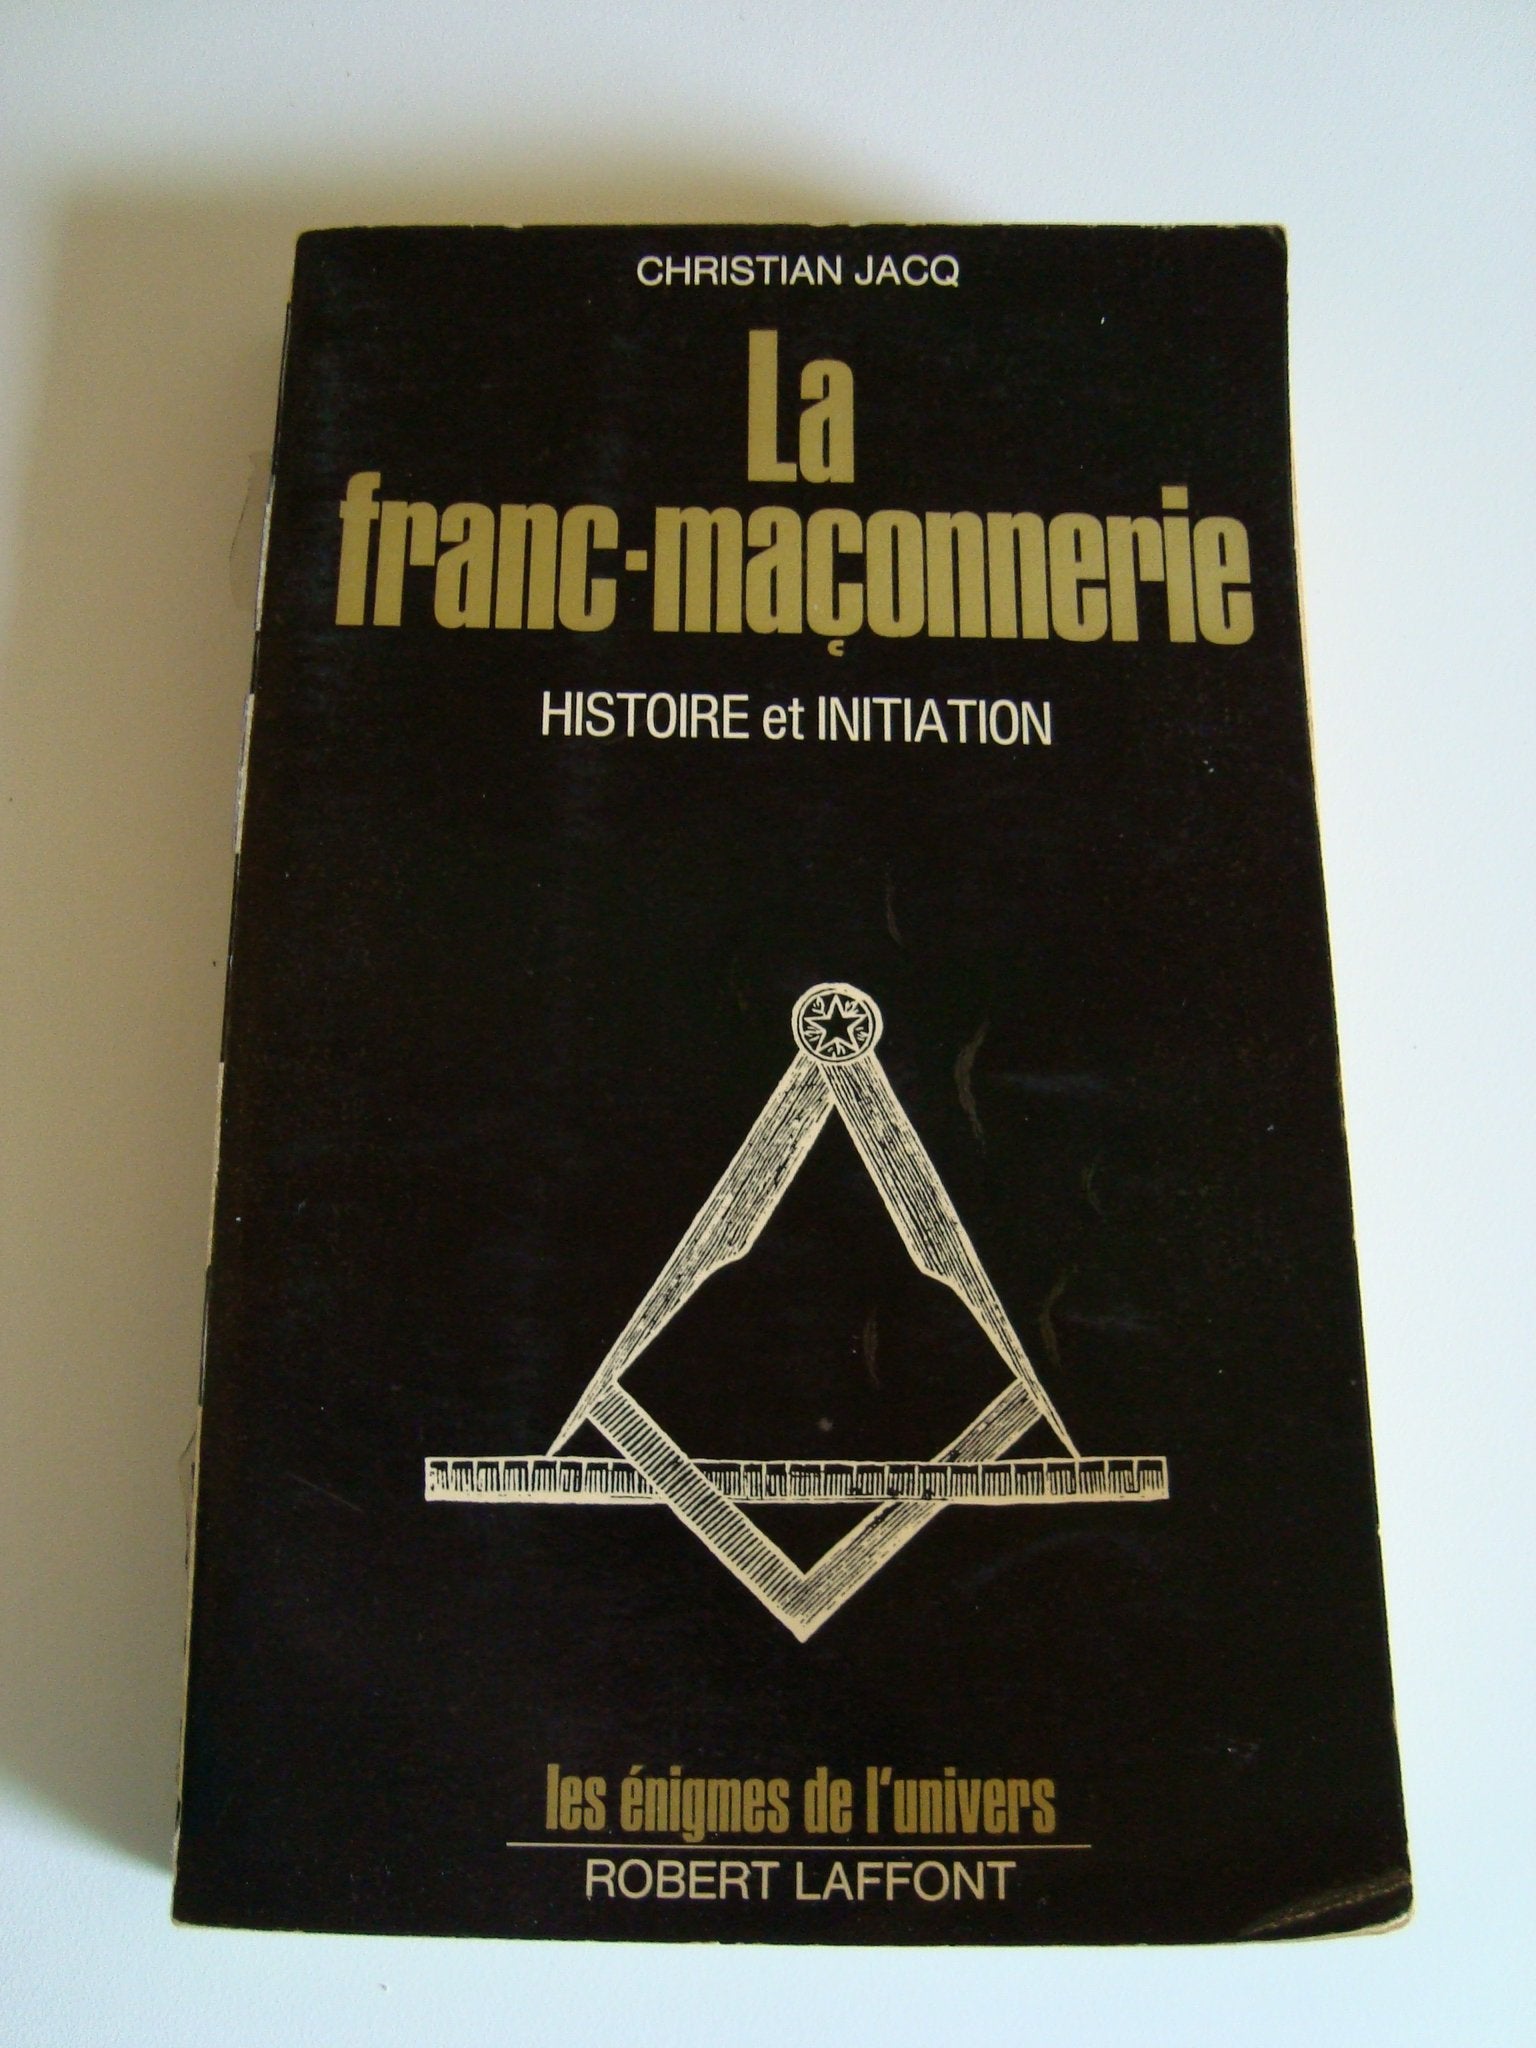 CHRISTIAN JACQ
La
franc-maçonnerie
HISTOIRE et INITIATION
les énigmes de l'univers
ROBERT LAFFONT